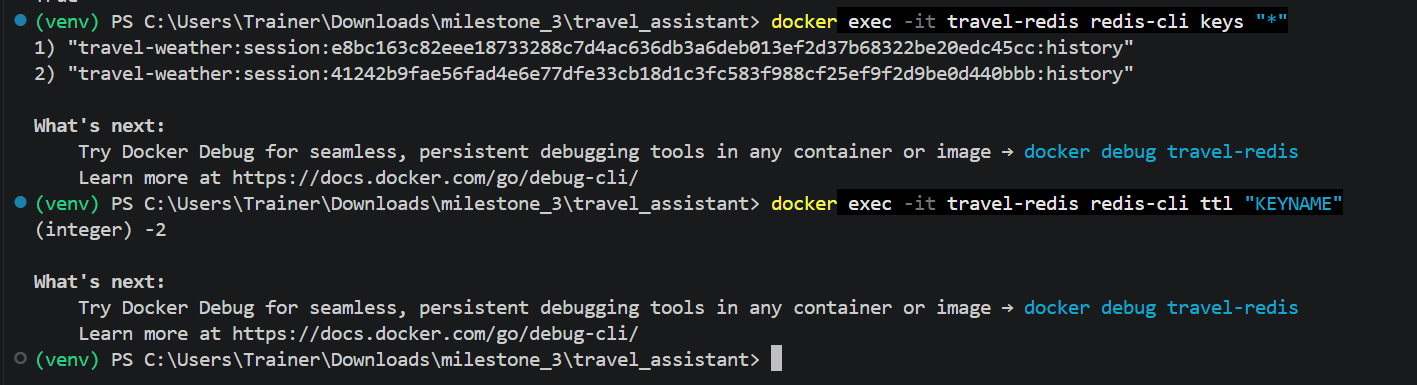 (venv) PS C:\Users\Trainer\Downloads\milestone_3\travel_assistant> docker exec -it travel-redis redis-cli keys "*"
1) "travel-weather:session:e8bc163c82eee18733288c7d4ac636db3a6deb013ef2d37b68322be20edc45cc:history"
2) "travel-weather:session:41242b9fae56fad4e6e77dfe33cb18d1c3fc583f988cf25ef9f2d9be0d440bbb:history"
What's next:
Try Docker Debug for seamless, persistent debugging tools in any container or image → docker debug travel-redis
Learn more at https://docs.docker.com/go/debug-cli/
(venv) PS C:\Users\Trainer\Downloads\milestone_3\travel_assistant> docker exec -it travel-redis redis-cli ttl "KEYNAME"
(integer) -2
What's next:
Try Docker Debug for seamless, persistent debugging tools in any container or image → docker debug travel-redis
Learn more at https://docs.docker.com/go/debug-cli/
(venv) PS C:\Users\Trainer\Downloads\milestone_3\travel_assistant>